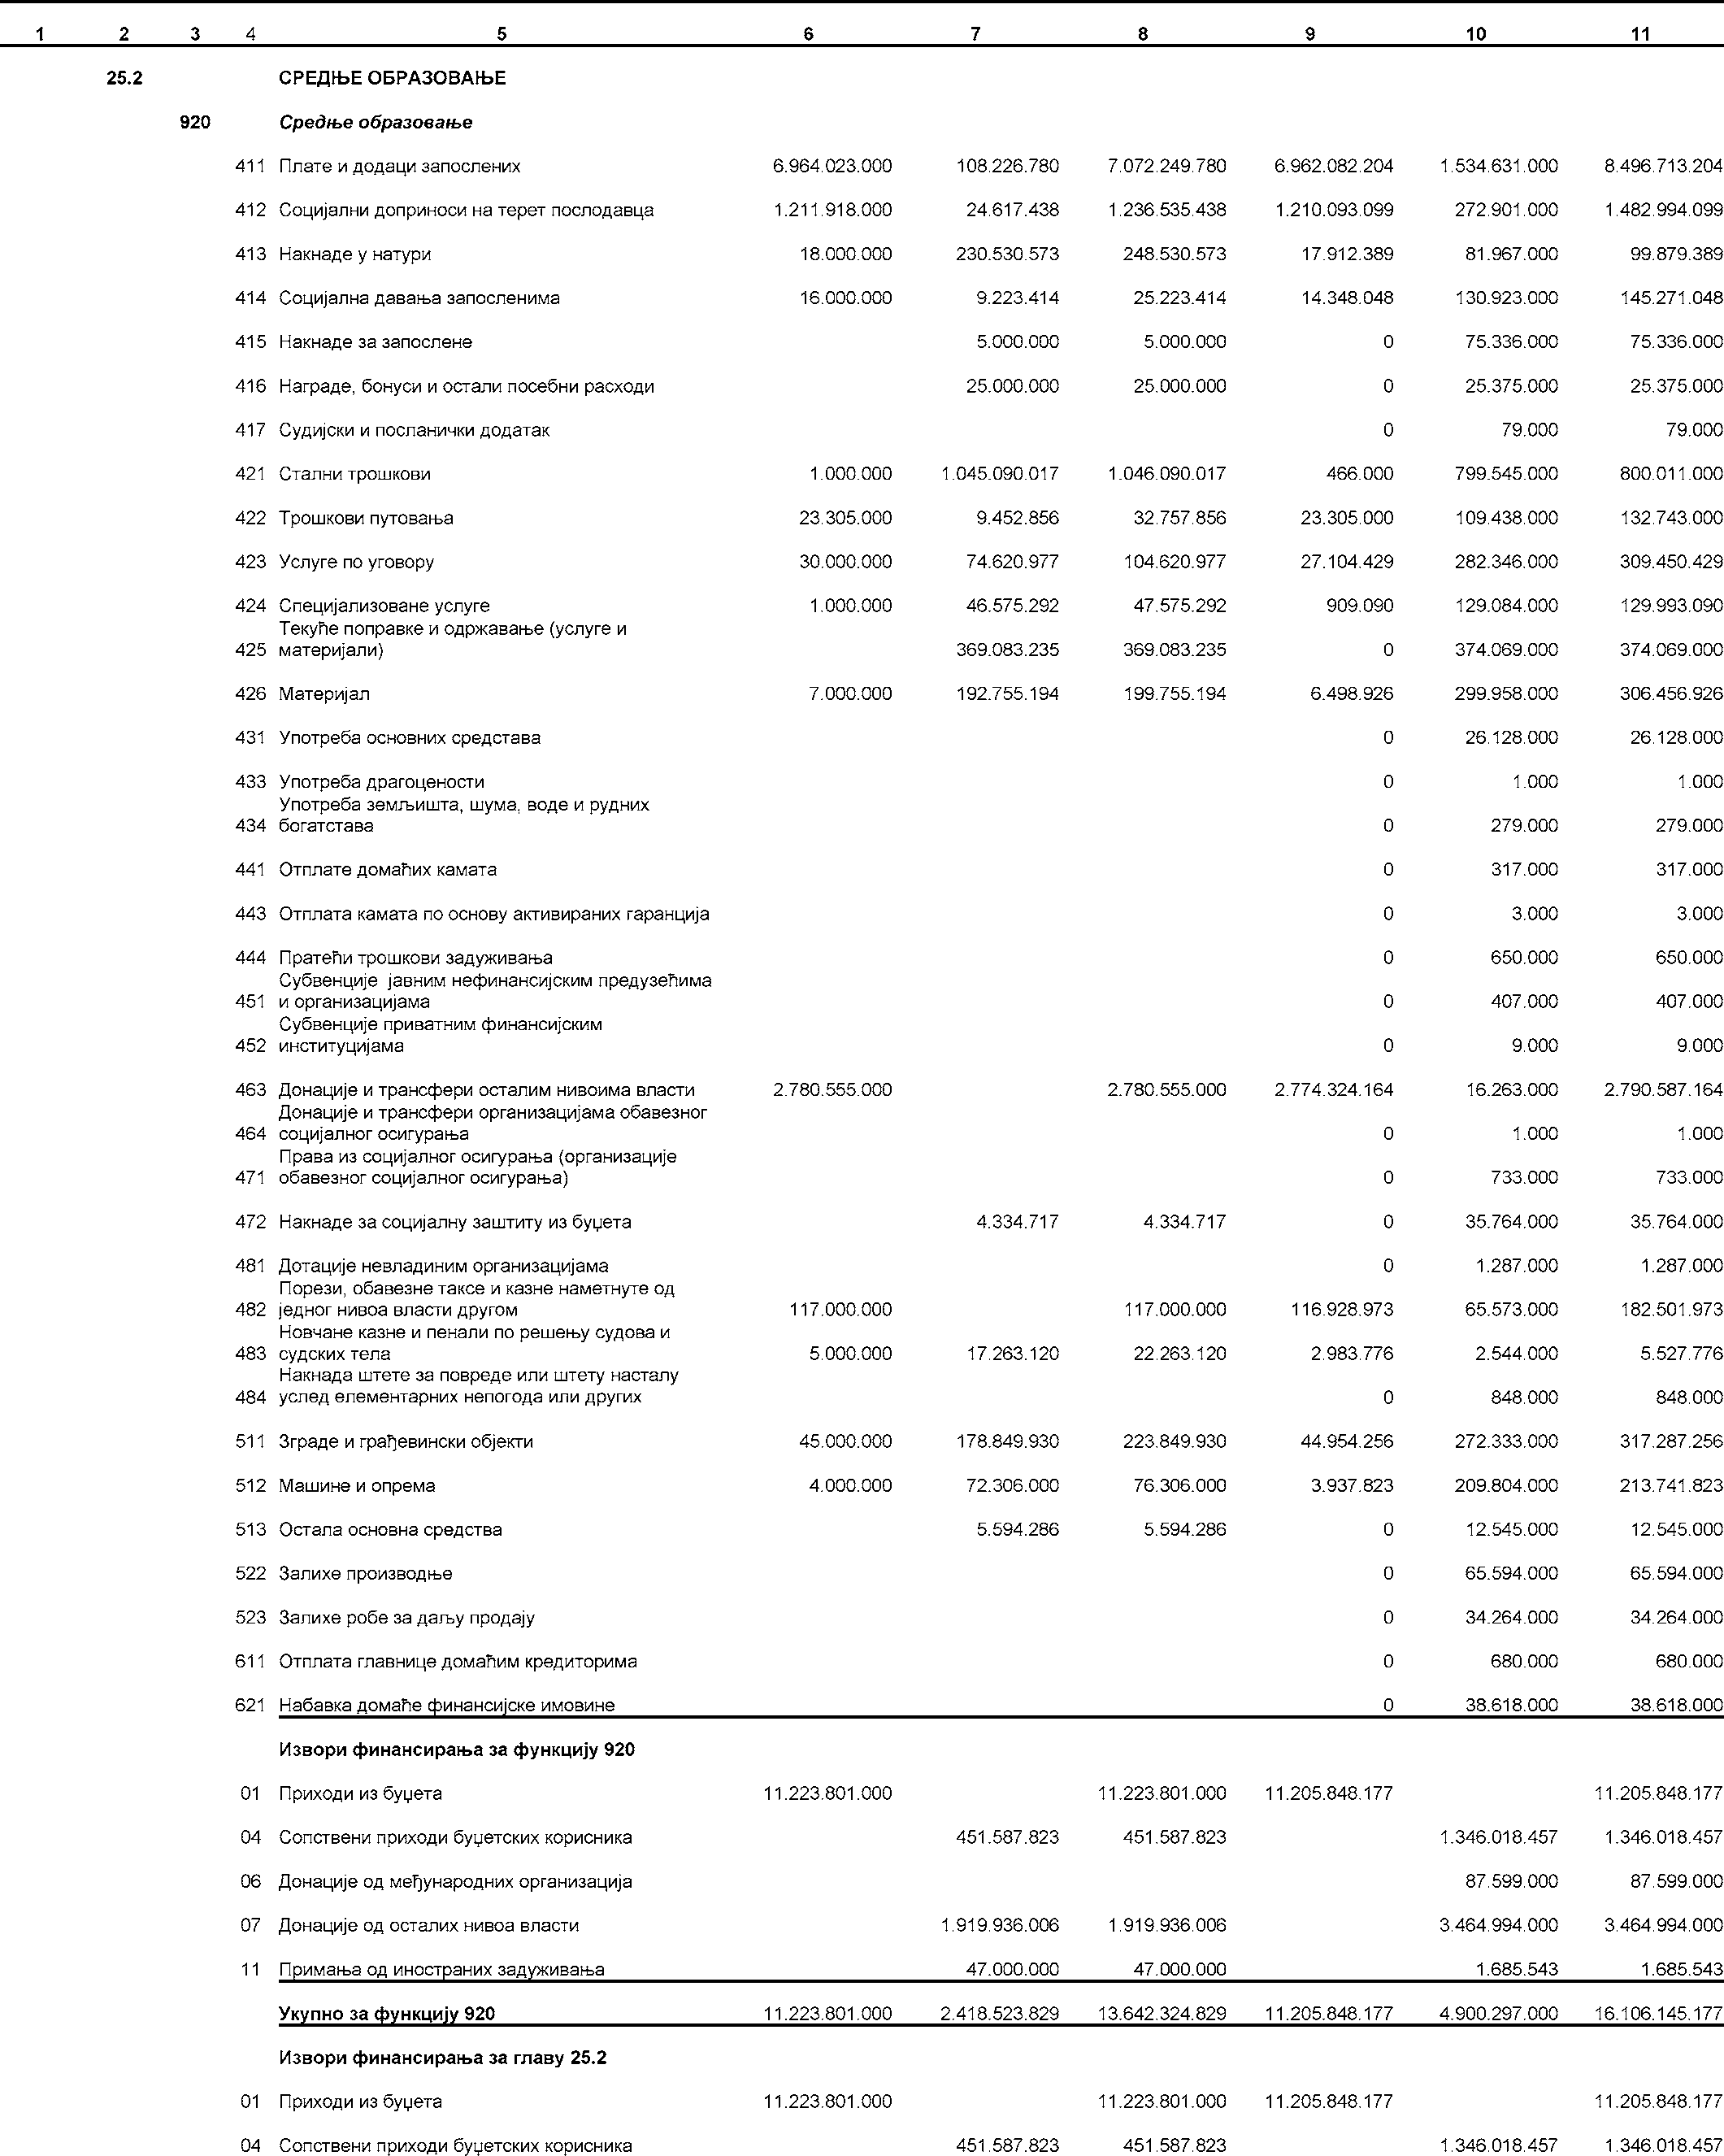 1 2 3 4 5 6 7 8 9 10 11
25.2 СРЕДЊЕ ОБРАЗОВАЊЕ
920 Средње образовање
411 Плате и додаци запослених 6.964.023.000 108.226.780 7.072.249.780 6.962.082.204 1.534.631.000 8.496.713.204
412 Социјални доприноси на терет послодавца 1.211.918.000 24.617.438 1.236.535.438 1.210.093.099 272.901.000 1.482.994.099
413 Накнаде у натури 18.000.000 230.530.573 248.530.573 17.912.389 81.967.000 99.879.389
414 Социјална давања запосленима 16.000.000 9.223.414 25.223.414 14.348.048 130.923.000 145.271.048
415 Накнаде за запослене 5.000.000 5.000.000 0 75.336.000 75.336.000
416 Награде, бонуси и остали посебни расходи 25.000.000 25.000.000 0 25.375.000 25.375.000
417 Судијски и посланички додатак 0 79.000 79.000
421 Стални трошкови 1.000.000 1.045.090.017 1.046.090.017 466.000 799.545.000 800.011.000
422 Трошкови путовања 23.305.000 9.452.856 32.757.856 23.305.000 109.438.000 132.743.000
423 Услуге по уговору 30.000.000 74.620.977 104.620.977 27.104.429 282.346.000 309.450.429
424 Специјализоване услуге 1.000.000 46.575.292 47.575.292 909.090 129.084.000 129.993.090
Текуће поправке и одржавање (услуге и
425 материјали) 369.083.235 369.083.235 0 374.069.000 374.069.000
426 Материјал 7.000.000 192.755.194 199.755.194 6.498.926 299.958.000 306.456.926
431 Употреба основних средстава 0 26.128.000 26.128.000
433 Употреба драгоцености 0 1.000 1.000
Употреба земљишта, шума, воде и рудних
434 богатстава 0 279.000 279.000
441 Отплате домаћих камата 0 317.000 317.000
443 Отплата камата по основу активираних гаранција 0 3.000 3.000
444 Пратећи трошкови задуживања 0 650.000 650.000
Субвенције  јавним нефинансијским предузећима
451 и организацијама 0 407.000 407.000
Субвенције приватним финансијским
452 институцијама 0 9.000 9.000
463 Донације и трансфери осталим нивоима власти 2.780.555.000 2.780.555.000 2.774.324.164 16.263.000 2.790.587.164
Донације и трансфери организацијама обавезног
464 социјалног осигурања 0 1.000 1.000
Права из социјалног осигурања (организације
471 обавезног социјалног осигурања) 0 733.000 733.000
472 Накнаде за социјалну заштиту из буџета 4.334.717 4.334.717 0 35.764.000 35.764.000
481 Дотације невладиним организацијама 0 1.287.000 1.287.000
Порези, обавезне таксе и казне наметнуте од
482 једног нивоа власти другом 117.000.000 117.000.000 116.928.973 65.573.000 182.501.973
Новчане казне и пенали по решењу судова и
483 судских тела 5.000.000 17.263.120 22.263.120 2.983.776 2.544.000 5.527.776
Накнада штете за повреде или штету насталу
484 услед елементарних непогода или других 0 848.000 848.000
511 Зграде и грађевински објекти 45.000.000 178.849.930 223.849.930 44.954.256 272.333.000 317.287.256
512 Машине и опрема 4.000.000 72.306.000 76.306.000 3.937.823 209.804.000 213.741.823
513 Остала основна средства 5.594.286 5.594.286 0 12.545.000 12.545.000
522 Залихе производње 0 65.594.000 65.594.000
523 Залихе робе за даљу продају 0 34.264.000 34.264.000
611 Отплата главнице домаћим кредиторима 0 680.000 680.000
621 Набавка домаће финансијске имовине 0 38.618.000 38.618.000
Извори финансирања за функцију 920
01 Приходи из буџета 11.223.801.000 11.223.801.000 11.205.848.177 11.205.848.177
04 Сопствени приходи буџетских корисника 451.587.823 451.587.823 1.346.018.457 1.346.018.457
06 Донације од међународних организација 87.599.000 87.599.000
07 Донације од осталих нивоа власти 1.919.936.006 1.919.936.006 3.464.994.000 3.464.994.000
11 Примања од иностраних задуживања 47.000.000 47.000.000 1.685.543 1.685.543
Укупно за функцију 920 11.223.801.000 2.418.523.829 13.642.324.829 11.205.848.177 4.900.297.000 16.106.145.177
Извори финансирања за главу 25.2
01 Приходи из буџета 11.223.801.000 11.223.801.000 11.205.848.177 11.205.848.177
04 Сопствени приходи буџетских корисника 451.587.823 451.587.823 1.346.018.457 1.346.018.457